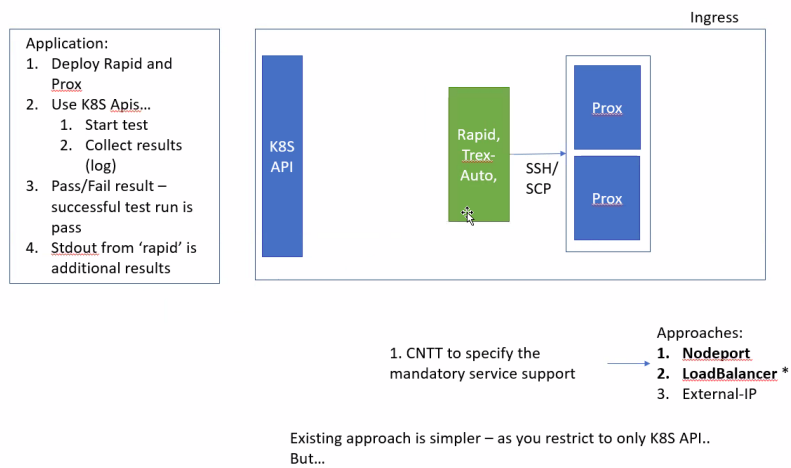 Ingress
Application:
1. Deploy Rapid and
Prox
2. Use K8S Apis…
1. Start test
2. Collect results
(log)
3. Pass/Fail result –
successful test run is
pass
4. Stdout from ‘rapid’ is
additional results
K8S
API
Rapid,
Trex-
Auto,
SSH/
SCP
Prox
Prox
1. CNTT to specify the
mandatory service support
Approaches:
1. Nodeport
2. LoadBalancer *
3. External-IP
Existing approach is simpler – as you restrict to only K8S API..
But…